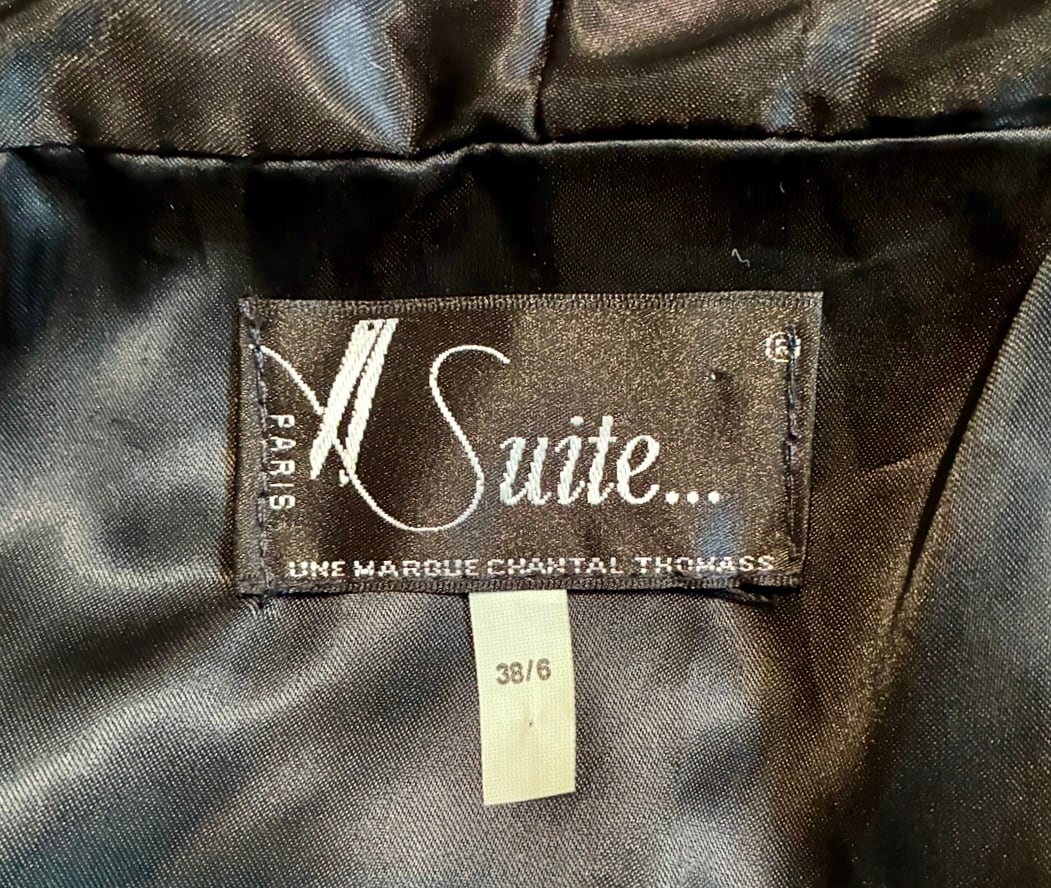 A Suite...
®
PARIS
UNE MARQUE CHANTAL THOMASS
38/6